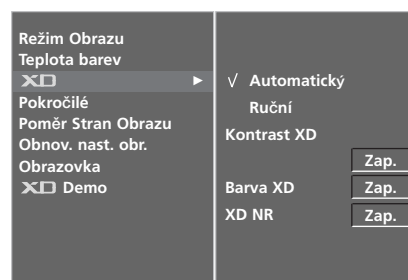 Režim Obrazu
Teplota barev
XD ►
Pokročilé
Poměr Stran Obrazu
Obnov. nast. obr.
Obrazovka
XD Demo
√ Automatický
Ruční
Kontrast XD
Zap.
Barva XD Zap.
XD NR Zap.